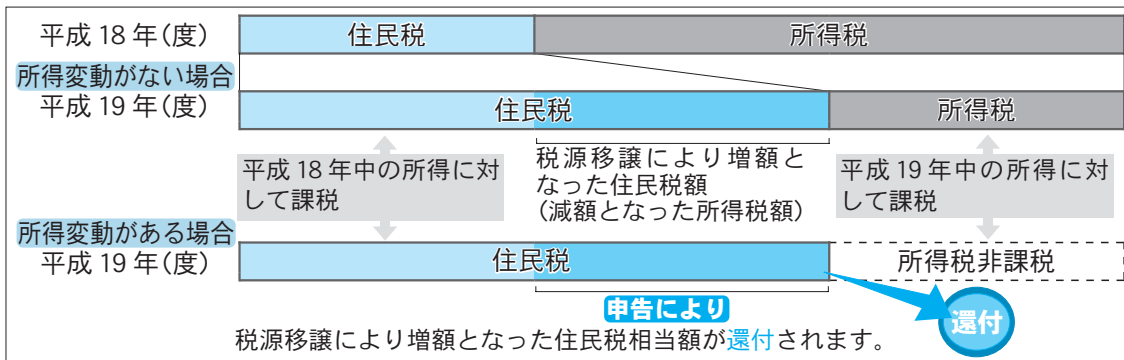 平成 18 年(度)
住民税
所得税
所得変動がない場合
平成 19 年(度)
住民税
所得税
平成 18 年中の所得に対
して課税
税源移譲により増額と
なった住民税額
(減額となった所得税額)
平成 19 年中の所得に対
して課税
所得変動がある場合
平成 19 年(度)
住民税
所得税非課税
申告により
還付
税源移譲により増額となった住民税相当額が還付されます。